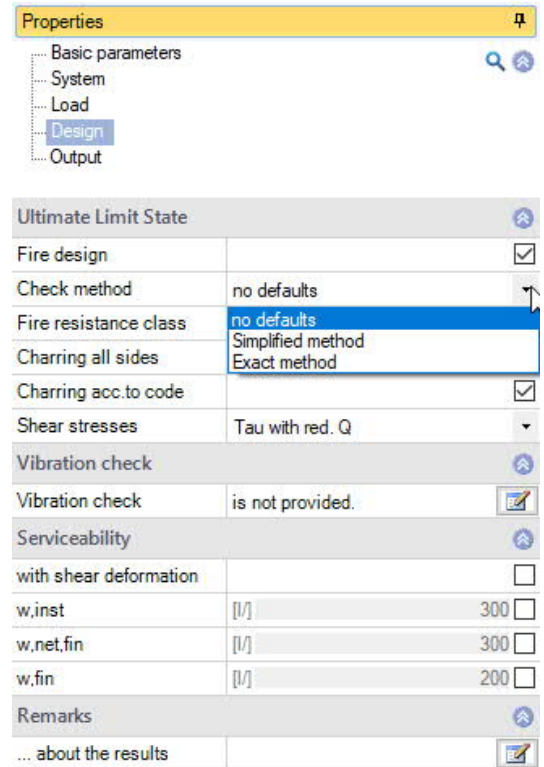 Properties
Basic parameters
System
Load
Design
Output
Ultimate Limit State
Fire design
Check method no defaults
Fire resistance class no defaults
Simplified method
Charring all sides Exact method
Charring acc.to code
Shear stresses Tau with red. Q
Vibration check
Vibration check is not provided.
Serviceability
with shear deformation
w,inst [l/] 300
w,net,fin [l/] 300
w,fin [l/] 200
Remarks
... about the results